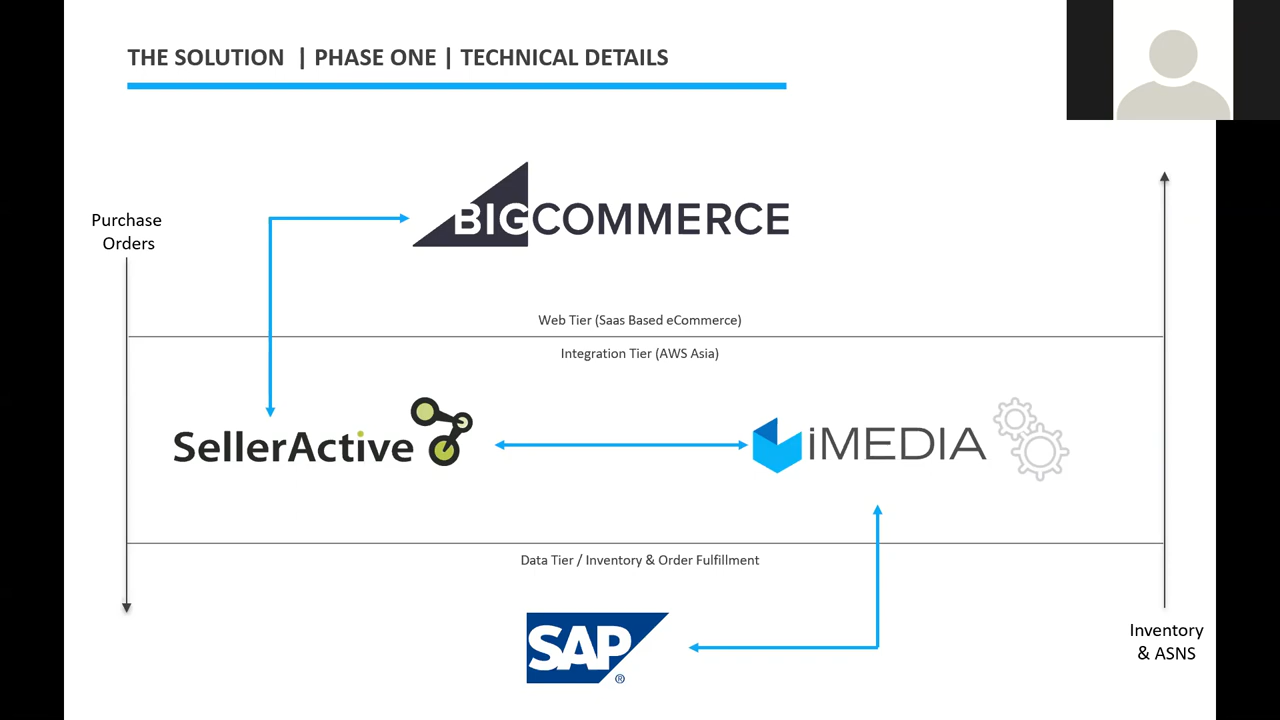 THE SOLUTION | PHASE ONE | TECHNICAL DETAILS
BIGCOMMERCE
Purchase
Orders
Web Tier (Saas Based eCommerce)
Integration Tier (AWS Asia)
SellerActive
iMEDIA
Data Tier / Inventory & Order Fulfillment
SAP®
Inventory
& ASNS